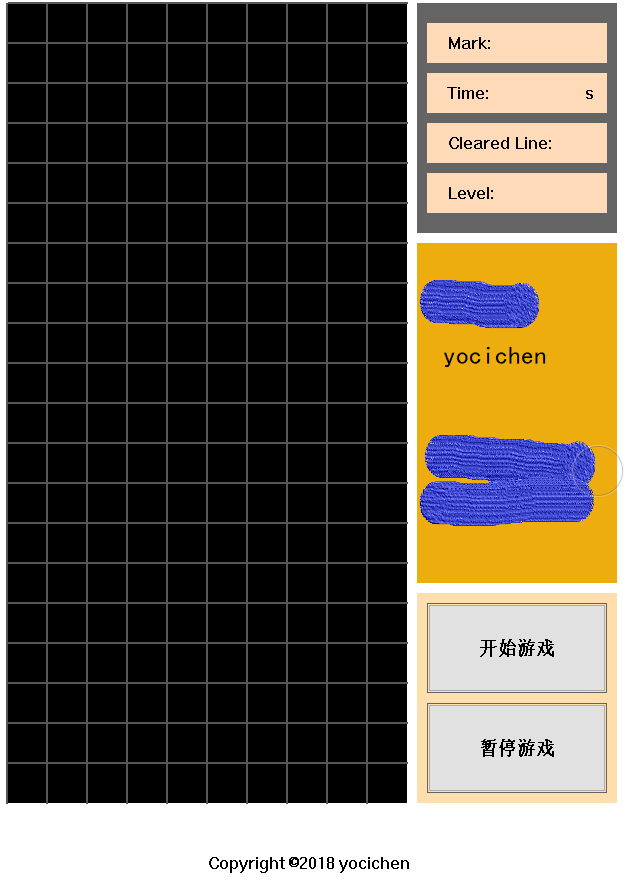 Mark:
Time: s
Cleared Line:
Level:
yocichen
开始游戏
暂停游戏
Copyright ©2018 yocichen